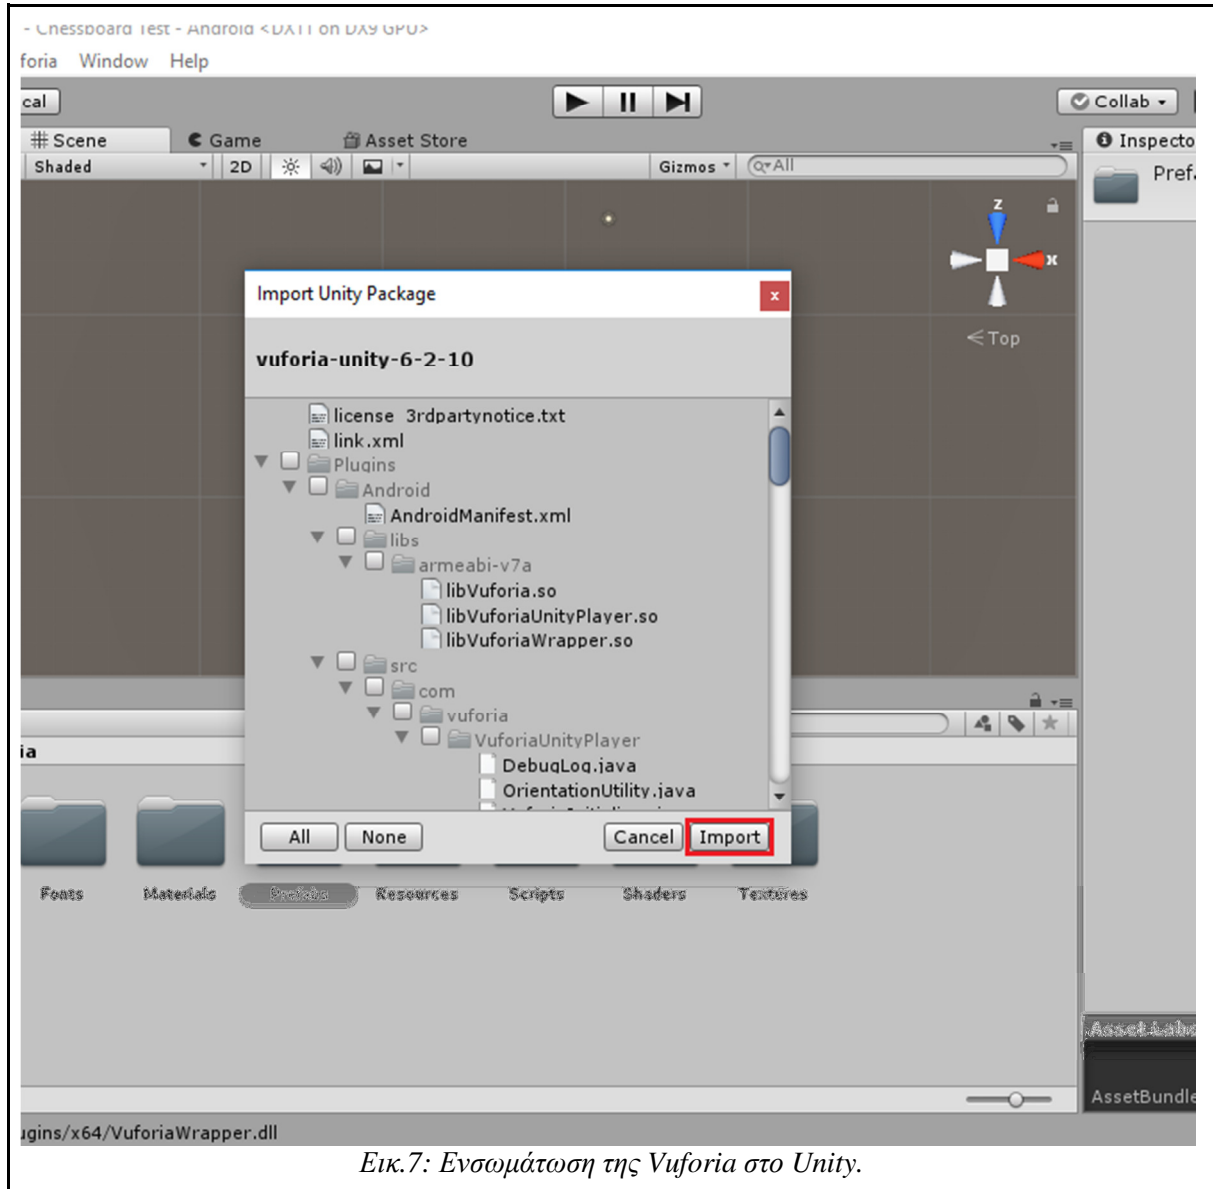 - Chessboard Test - Android <DX11 on DX9 GPU>
foria Window Help
cal
Collab
Scene Game Asset Store
Inspecto
Shaded 2D Gizmos All
Pref
z
x
Top
Import Unity Package
x
vuforia-unity-6-2-10
license_3rdpartynotice.txt
link.xml
Plugins
Android
AndroidManifest.xml
libs
armeabi-v7a
libVuforia.so
libVuforiaUnityPlayer.so
libVuforiaWrapper.so
src
com
vuforia
VuforiaUnityPlayer
ia
DebugLog.java
OrientationUtility.java
All None Cancel Import
Fonts Materials Prefabs Resources Scripts Shaders Textures
Asset Labe
AssetBundle
ugins/x64/VuforiaWrapper.dll
Εικ.7: Ενσωμάτωση της Vuforia στο Unity.